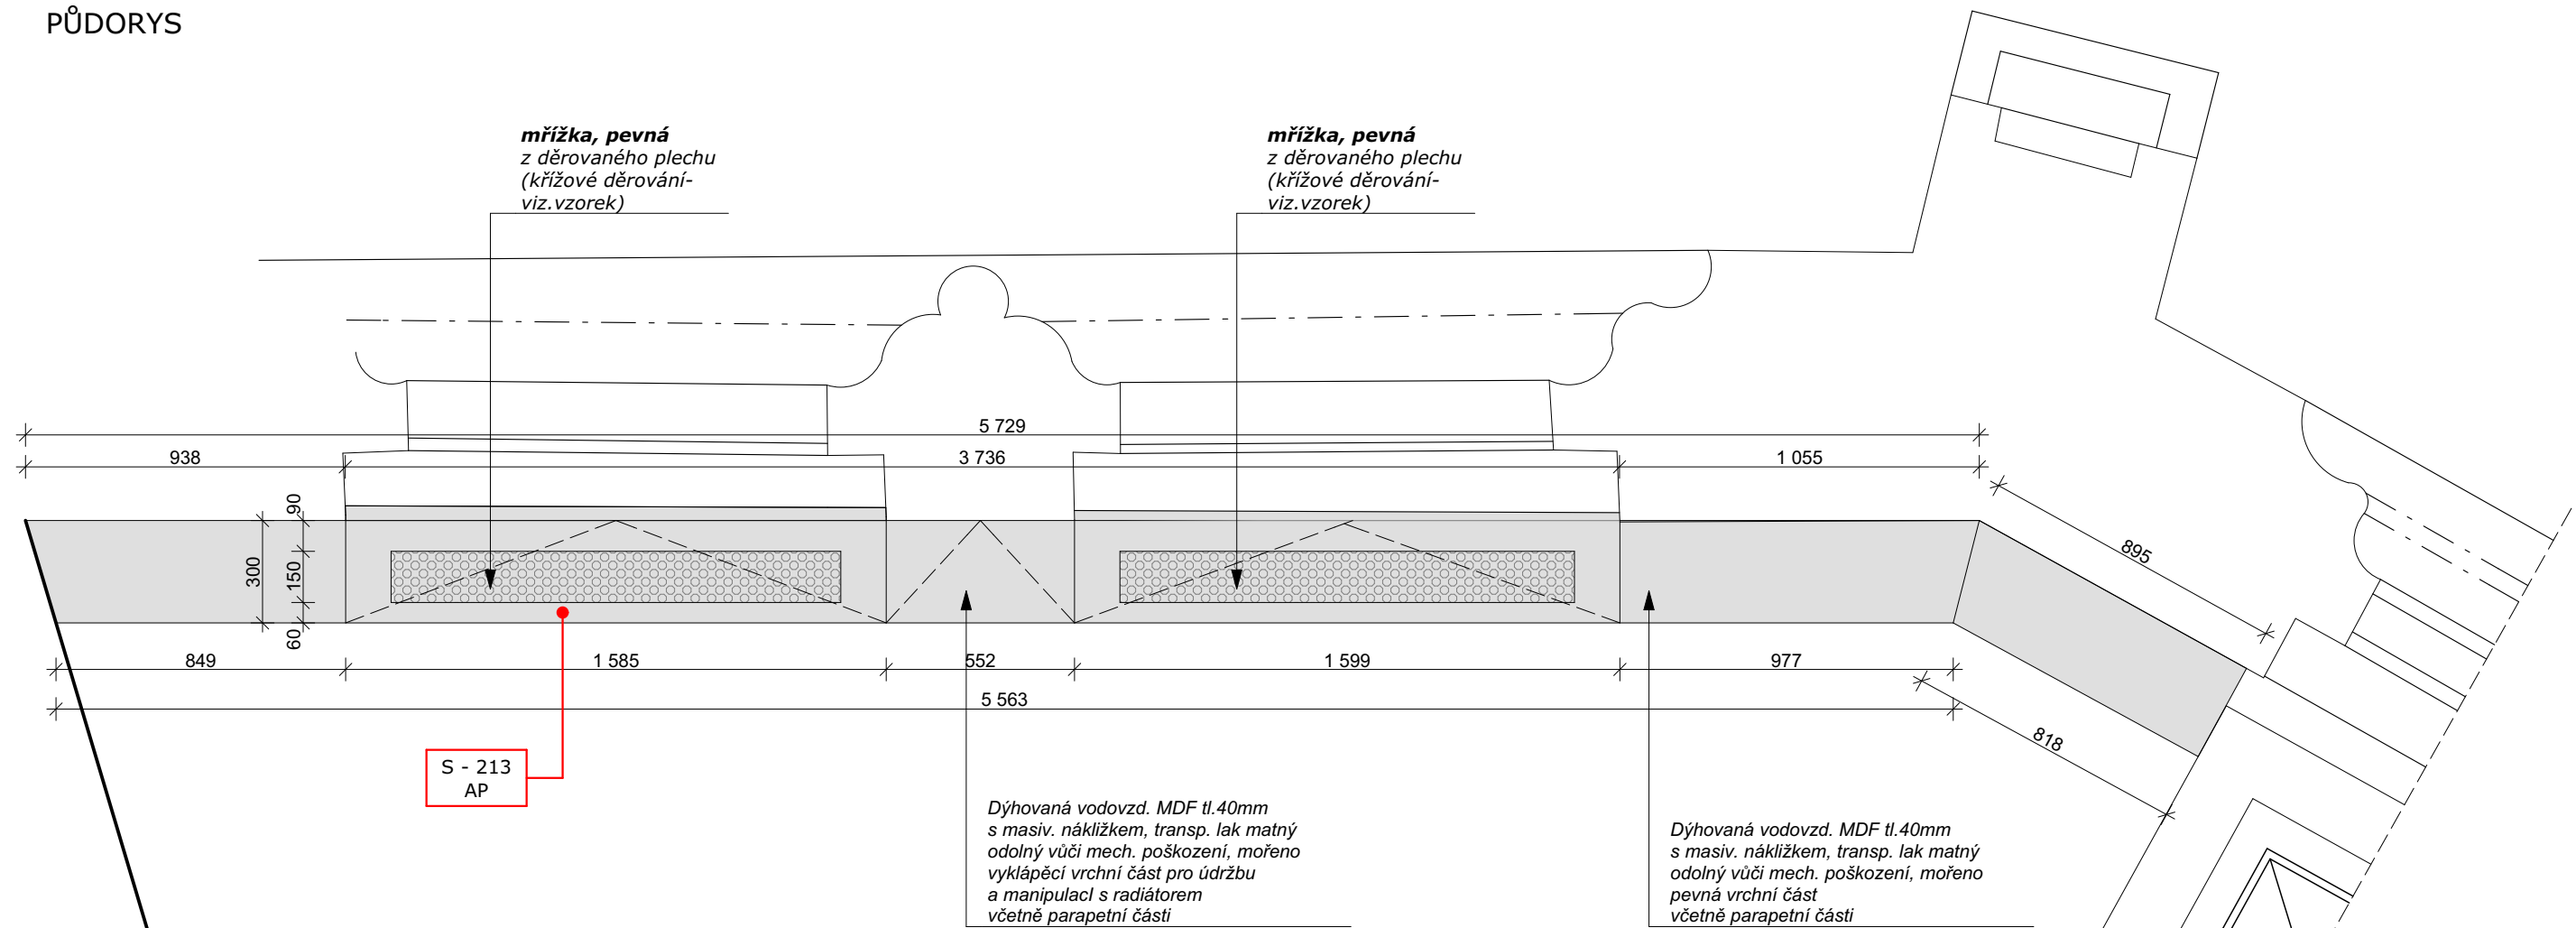 PŮDORYS
mřížka, pevná
z děrovaného plechu
(křížové děrování-
viz.vzorek)
mřížka, pevná
z děrovaného plechu
(křížové děrování-
viz.vzorek)
5 729
938
3 736
1 055
895
90
300
150
60
849
1 585
552
1 599
977
5 563
818
S - 213
AP
Dýhovaná vodovzd. MDF tl.40mm
s masiv. nákližkem, transp. lak matný
odolný vůči mech. poškození, mořeno
vyklápěcí vrchní část pro údržbu
a manipulacI s radiátorem
včetně parapetní části
Dýhovaná vodovzd. MDF tl.40mm
s masiv. nákližkem, transp. lak matný
odolný vůči mech. poškození, mořeno
pevná vrchní část
včetně parapetní části